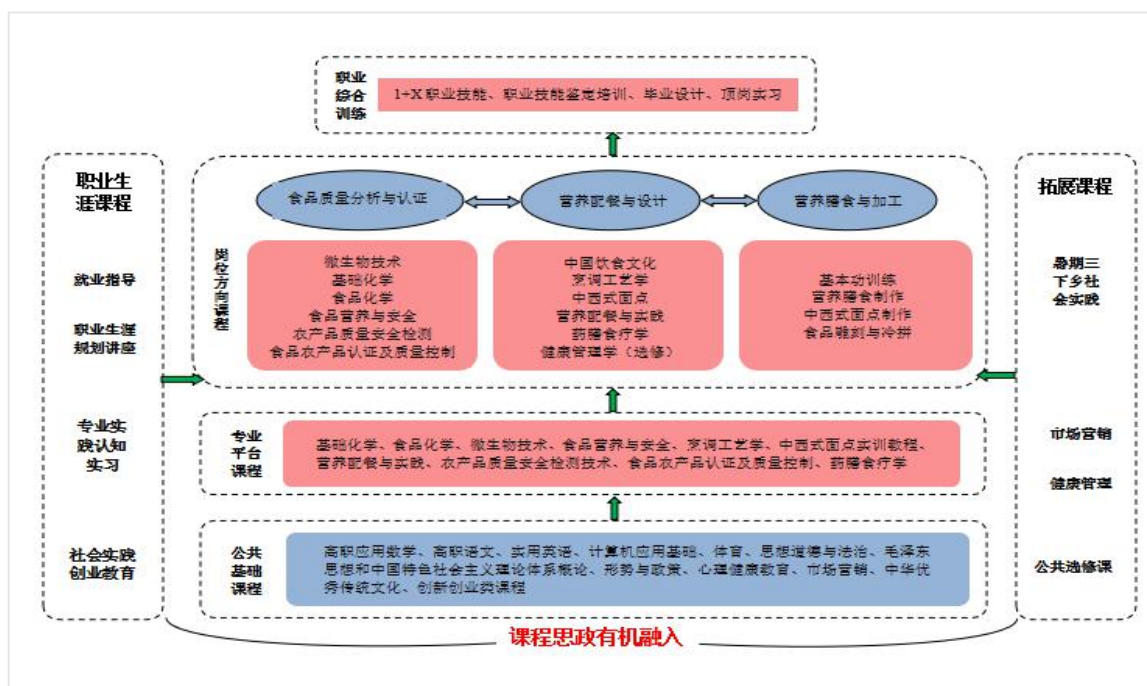 职业
综合
训练
1+X 职业技能、职业技能鉴定培训、毕业设计、顶岗实习
职业生
涯课程
就业指导
职业生涯
规划讲座
专业实
践认知
实习
社会实践
创业教育
食品质量分析与认证
营养配餐与设计
营养膳食与加工
岗位方向课程
微生物技术
基础化学
食品化学
食品营养与安全
农产品质量安全检测
食品农产品认证及质量控制
中国饮食文化
烹调工艺学
中西式面点
营养配餐与实践
药膳食疗学
健康管理学（选修）
基本功训练
营养膳食制作
中西式面点制作
食品雕刻与冷拼
专业
平台
课程
基础化学、食品化学、微生物技术、食品营养与安全、烹调工艺学、中西式面点实训教程、
营养配餐与实践、农产品质量安全检测技术、食品农产品认证及质量控制、药膳食疗学
公共
基础
课程
高职应用数学、高职语文、实用英语、计算机应用基础、体育、思想道德与法治、毛泽东
思想和中国特色社会主义理论体系概论、形势与政策、心理健康教育、市场营销、中华优
秀传统文化、创新创业类课程
拓展课程
暑期三
下乡社
会实践
市场营销
健康管理
公共选修课
课程思政有机融入